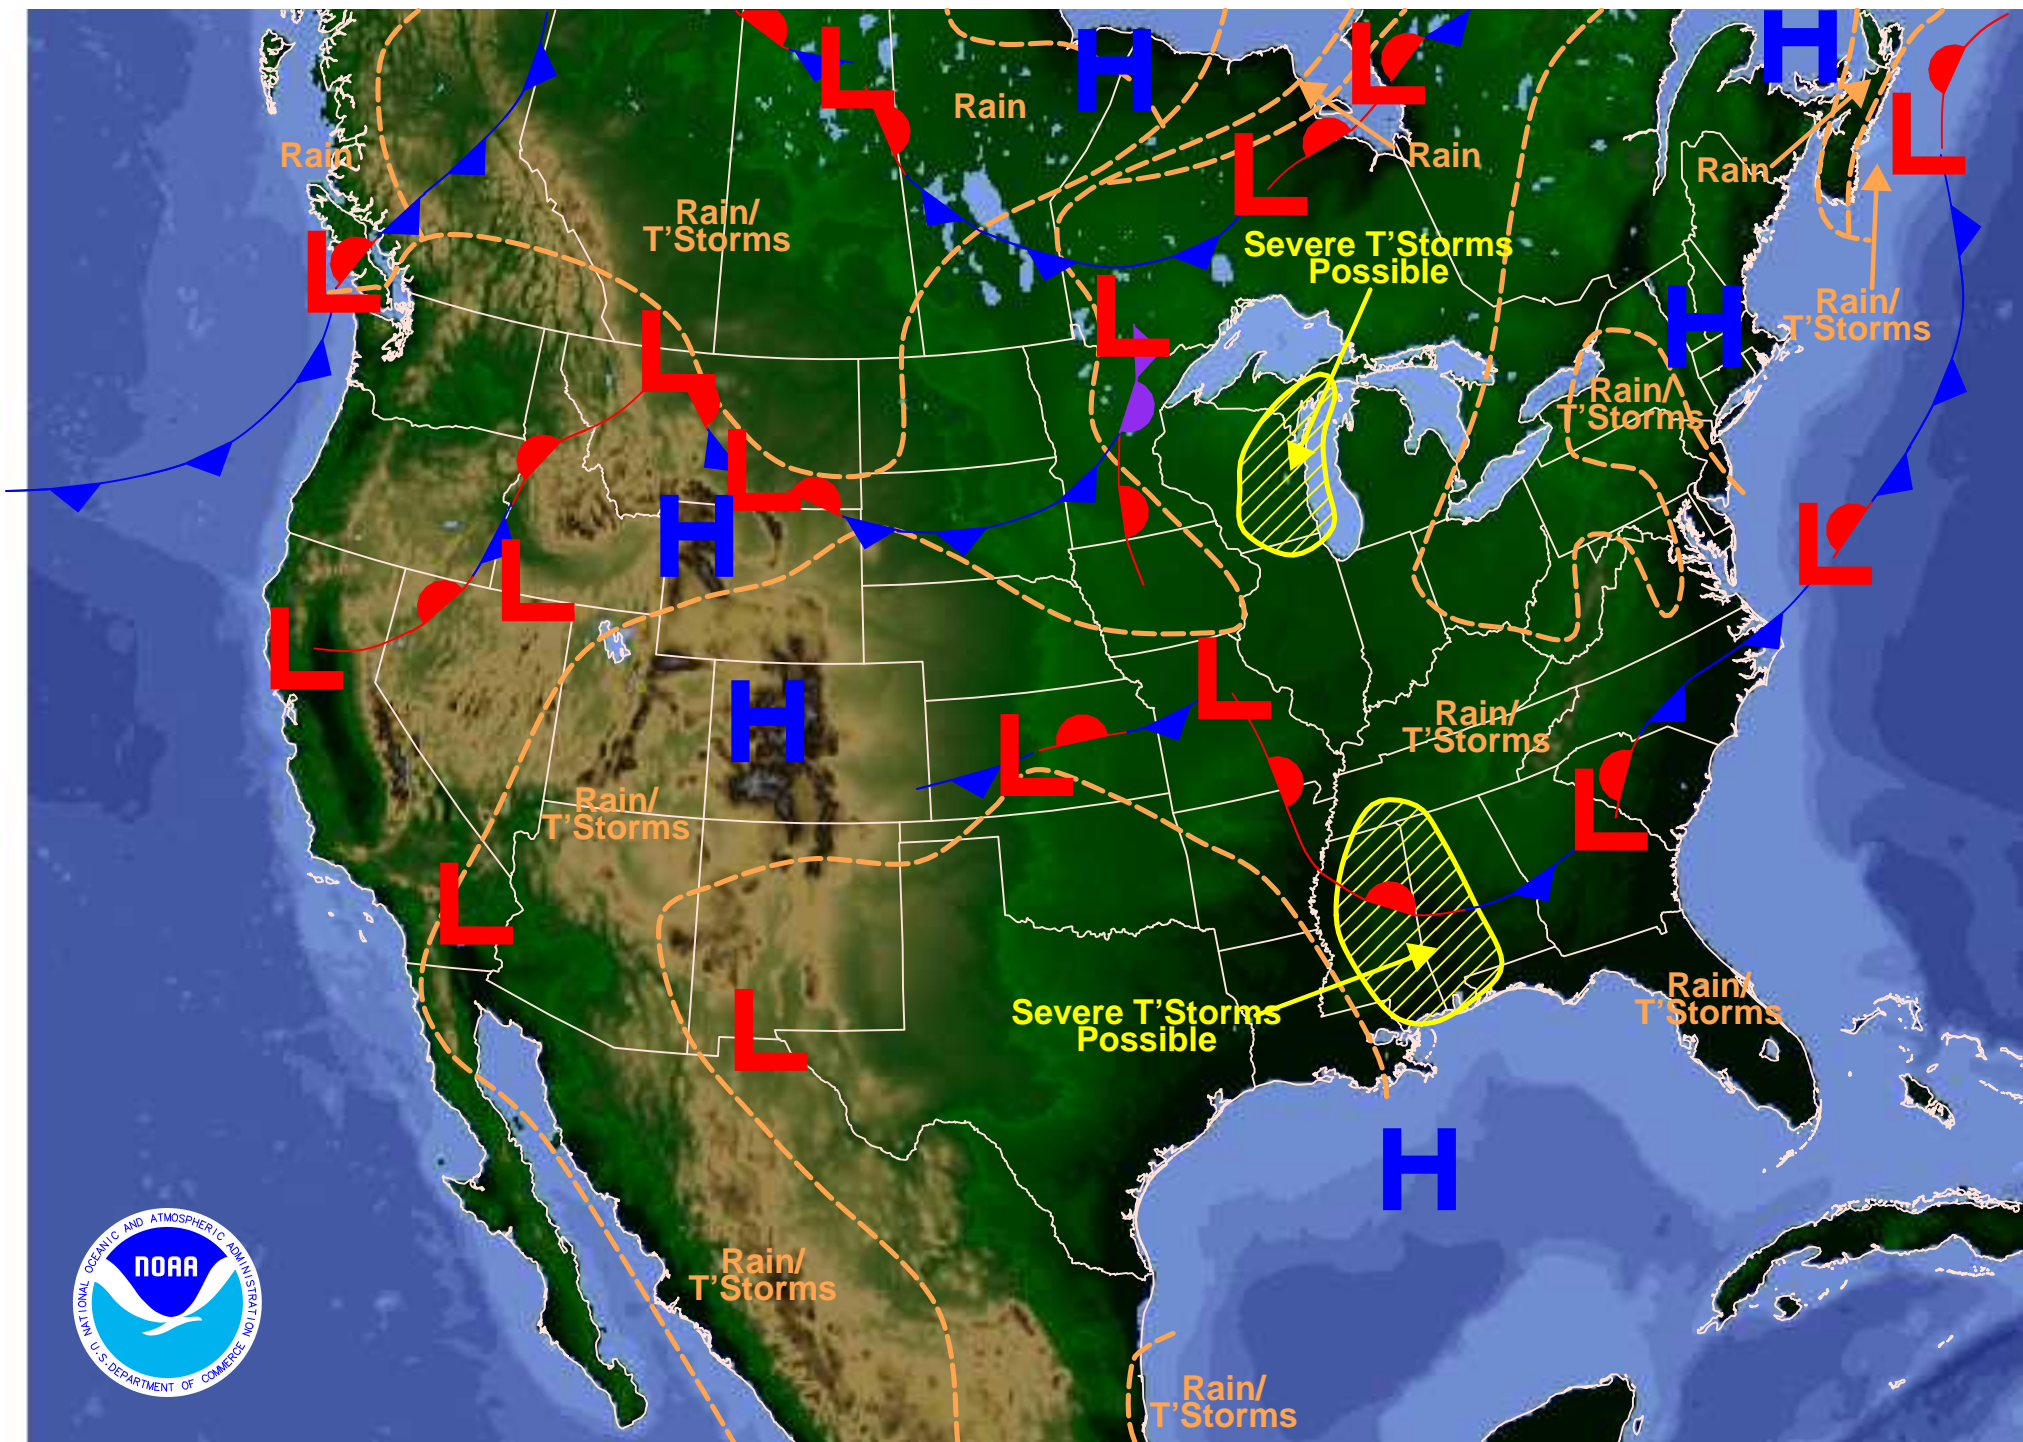 H
H
L
L
Rain
L
Rain
Rain
L
Rain
L
Rain/
T'Storms
Severe T'Storms
Possible
L
L
H
Rain/
T'Storms
L
Rain/
T'Storms
L
H
L
L
L
L
L
Rain/
T'Storms
H
L
L
Rain/
T'Storms
L
Rain/
T'Storms
L
Severe T'Storms
Possible
H
Rain/
T'Storms
Rain/
T'Storms
NATIONAL OCEANIC AND ATMOSPHERIC ADMINISTRATION
NOAA
U.S. DEPARTMENT OF COMMERCE